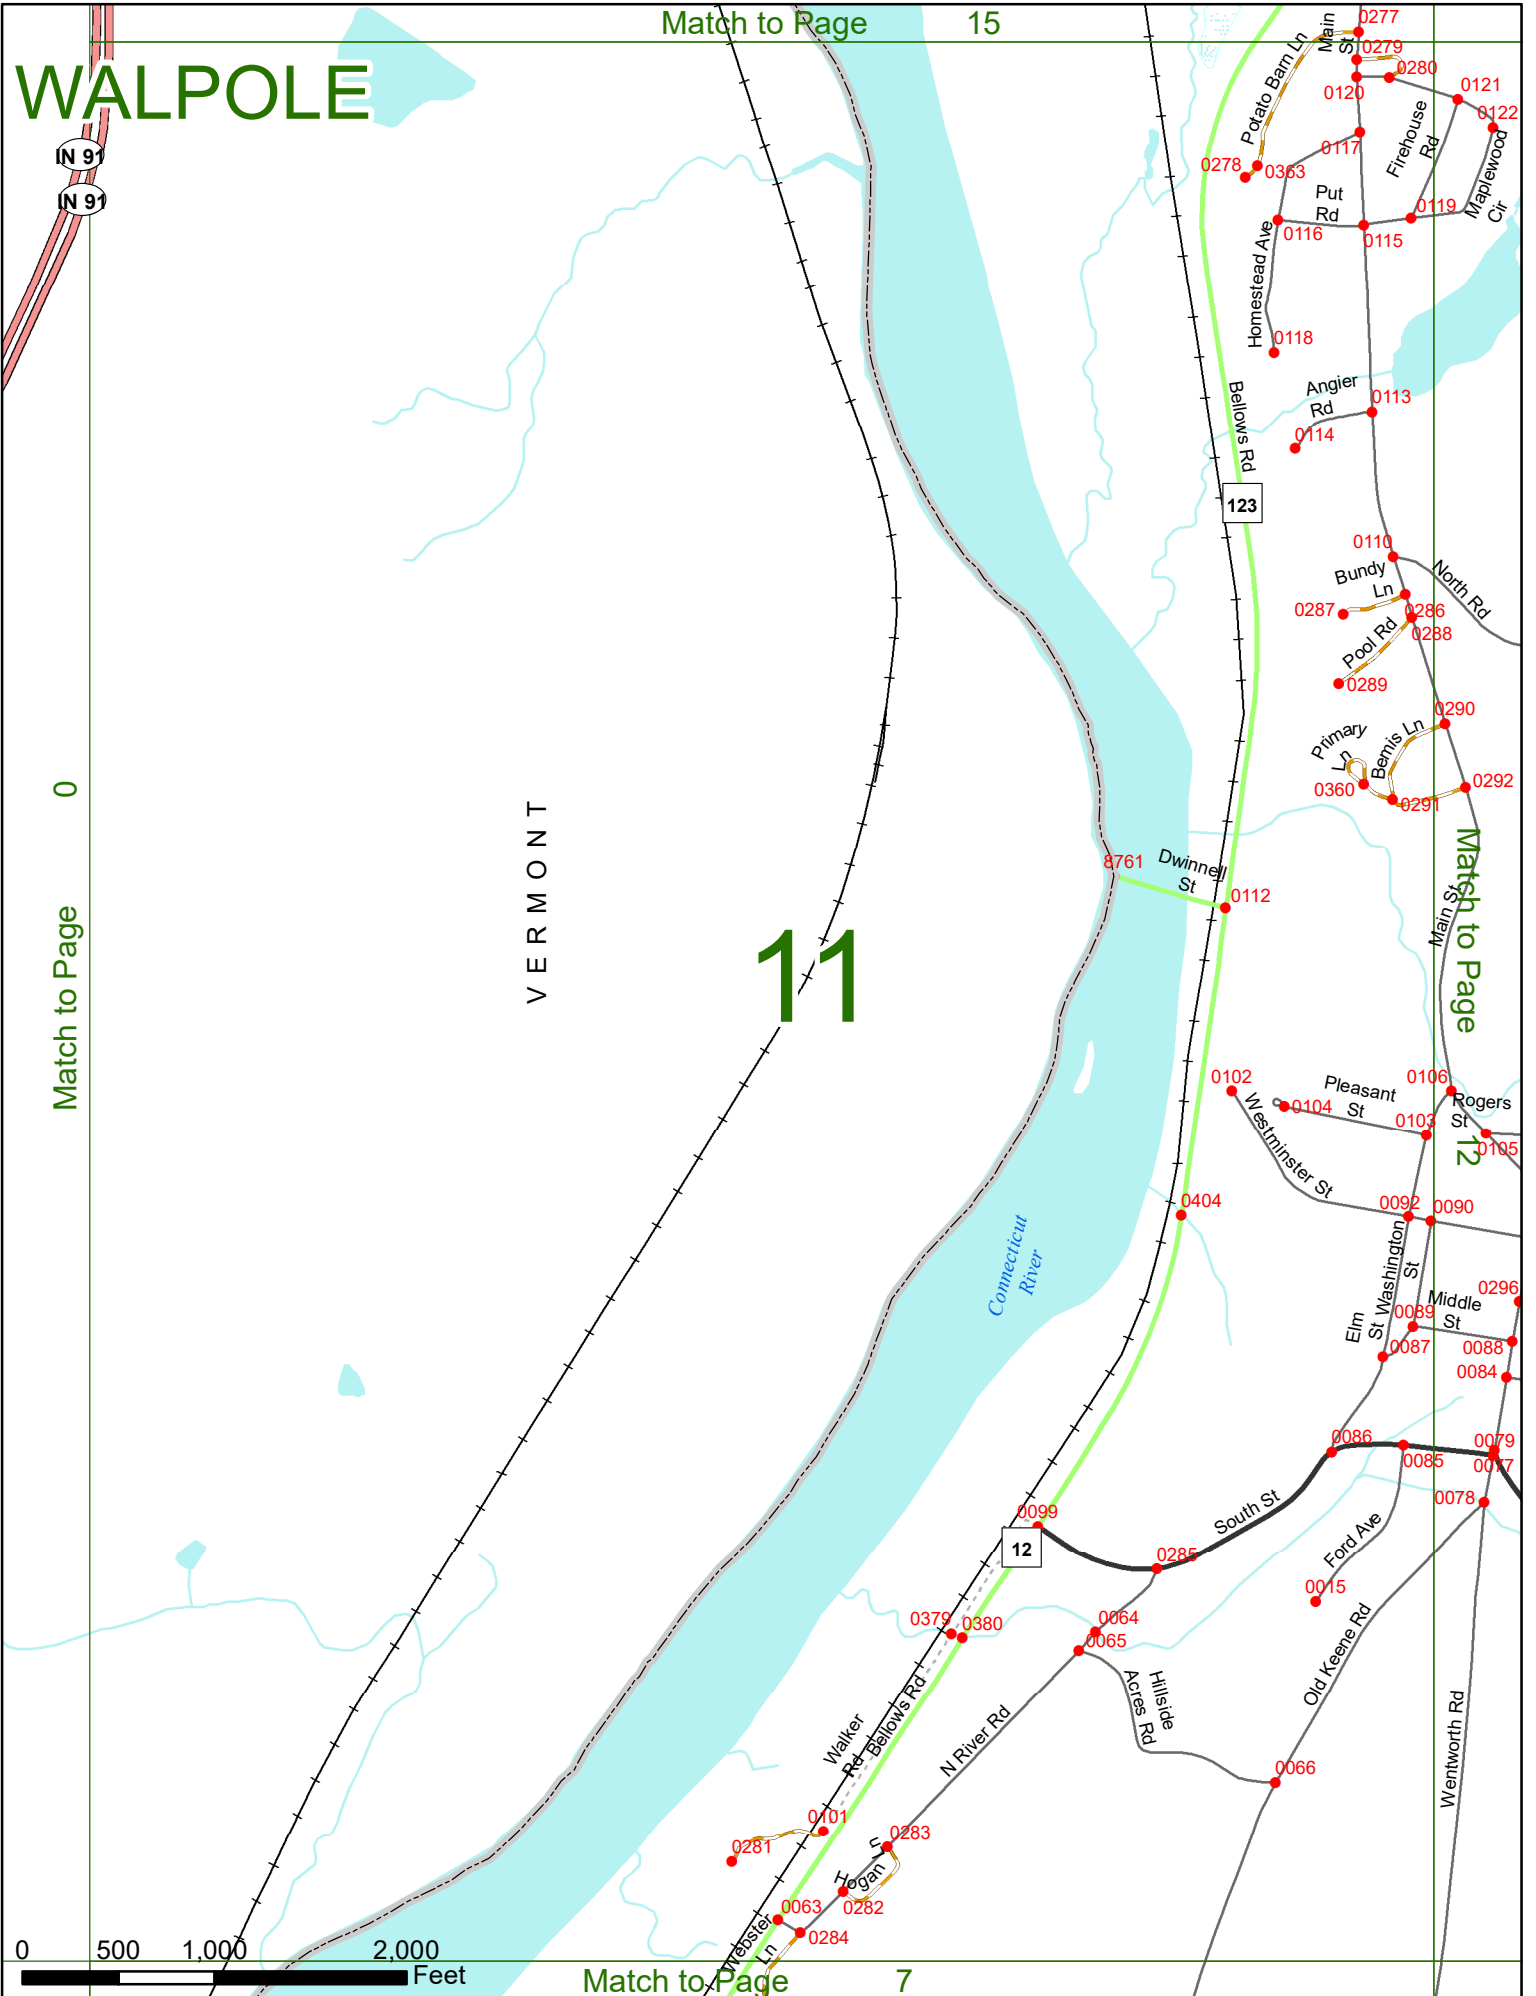 Match to Page 15
WALPOLE
IN 91
IN 91
0277
Main
St
0279
0280
0120
0121
0122
Potato Barn Ln
Firehouse
Rd
Maplewood
Cir
0117
0278
0363
Put
Rd
0119
0116
0115
Homestead Ave
0118
Angier
Rd
0113
0114
Bellows Rd
123
0110
Bundy
Ln
North Rd
0287
0286
0288
Pool Rd
0289
0290
Primary
Ln
Bemis Ln
0360
0291
0292
Match to Page
0
VERMONT
8761
Dwinnell
St
0112
11
Main St
Match to Page
12
0102
0104
Pleasant
St
0106
Rogers
St
0103
0105
Westminster St
0404
0092
0090
Connecticut
River
Washington
St
0296
Middle
St
0089
Elm
St
0087
0088
0084
0086
0085
0079
0077
0078
0099
12
South St
0285
Ford Ave
0015
0379
0380
0064
0065
Hillside
Acres Rd
Old Keene Rd
Walker
Rd
Bellows Rd
N River Rd
Wentworth Rd
0066
0101
0281
0283
Hogan
Ln
0282
0063
0284
Webster
Ln
0 500 1,000 2,000
Feet
Match to Page 7